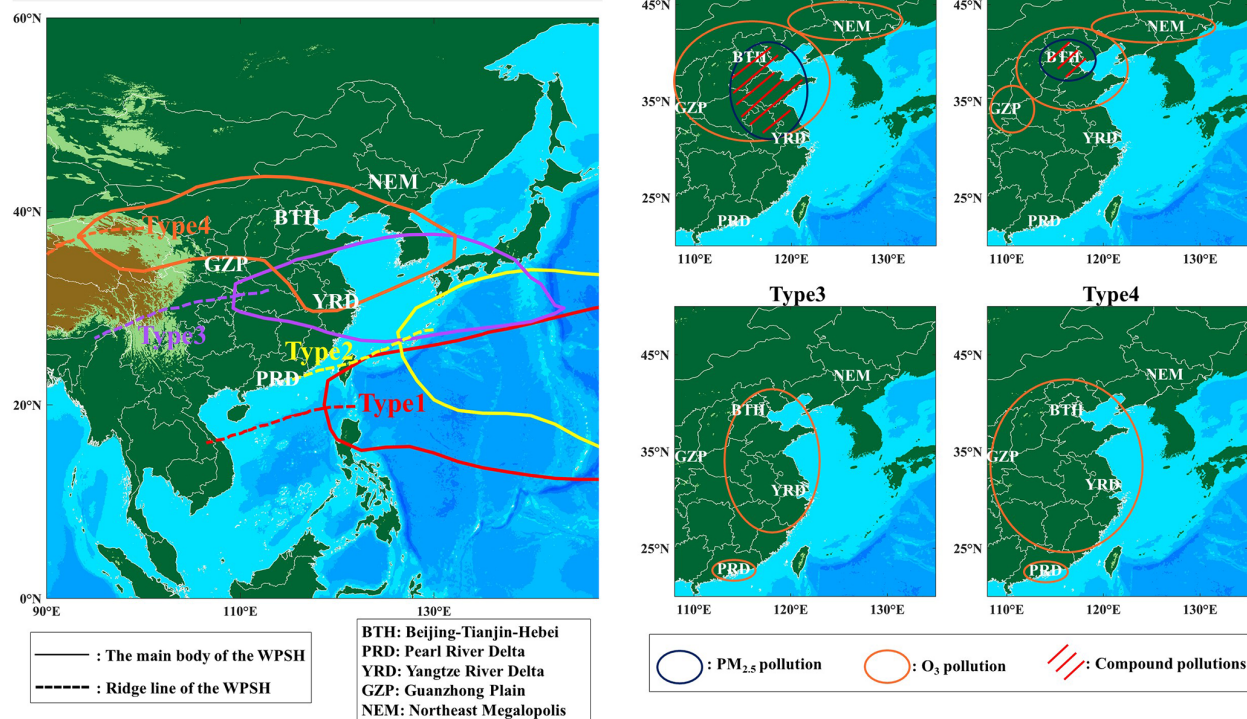 60°N
40°N
20°N
0°N
90°E
110°E
130°E
NEM
BTH
Type4
GZP
YRD
Type3
Type2
PRD
Type1
: The main body of the WPSH
: Ridge line of the WPSH
BTH: Beijing-Tianjin-Hebei
PRD: Pearl River Delta
YRD: Yangtze River Delta
GZP: Guanzhong Plain
NEM: Northeast Megalopolis
45°N
35°N
25°N
NEM
BTH
GZP
YRD
PRD
110°E
120°E
130°E
45°N
35°N
25°N
NEM
BTH
GZP
YRD
PRD
110°E
120°E
130°E
Type3
45°N
35°N
25°N
NEM
BTH
GZP
YRD
PRD
110°E
120°E
130°E
Type4
45°N
35°N
25°N
NEM
BTH
GZP
YRD
PRD
110°E
120°E
130°E
: PM2.5 pollution
: O3 pollution
: Compound pollutions